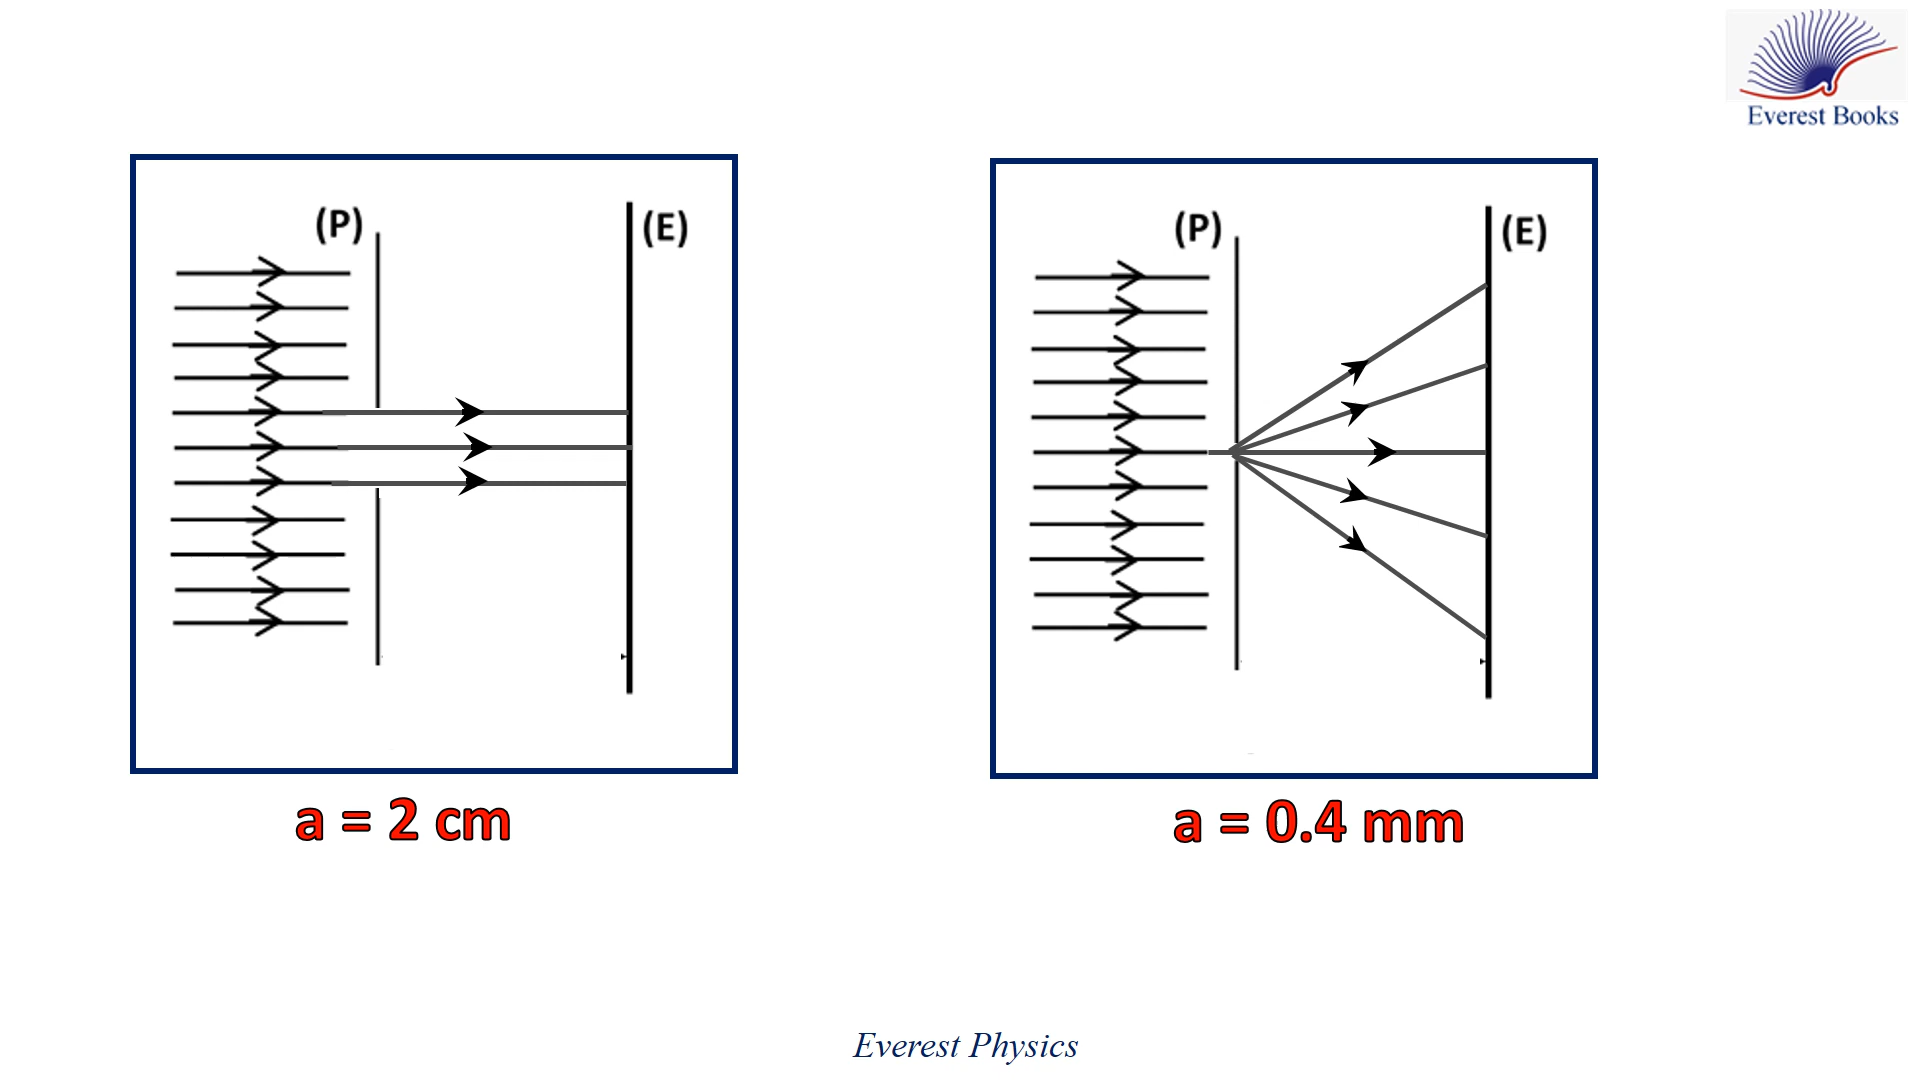 Everest Books
(P)
(E)
(P)
(E)
a = 2 cm
a = 0.4 mm
Everest Physics